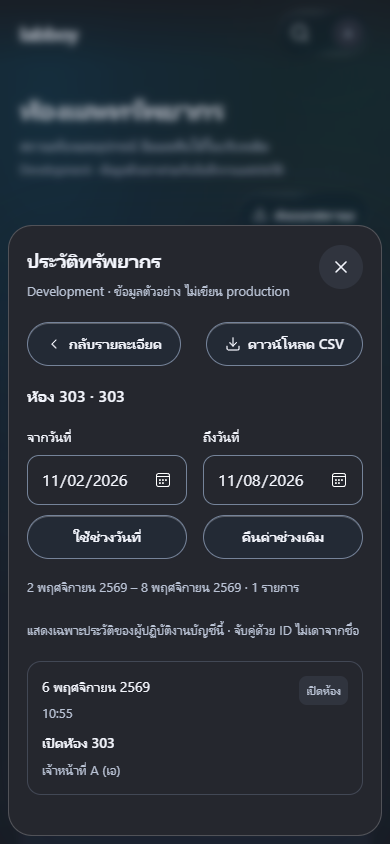 labboy
ประวัติทรัพยากร
Development · ข้อมูลตัวอย่าง ไม่เขียน production
กลับรายละเอียด
ดาวน์โหลด CSV
ห้อง 303 · 303
จากวันที่
ถึงวันที่
11/02/2026
11/08/2026
ใช้ช่วงวันที่
คืนค่าช่วงเดิม
2 พฤศจิกายน 2569 – 8 พฤศจิกายน 2569 · 1 รายการ
แสดงเฉพาะประวัติของผู้ปฏิบัติงานบัญชีนี้ · จับคู่ด้วย ID ไม่เดาจากชื่อ
6 พฤศจิกายน 2569
เปิดห้อง
10:55
เปิดห้อง 303
เจ้าหน้าที่ A (เอ)